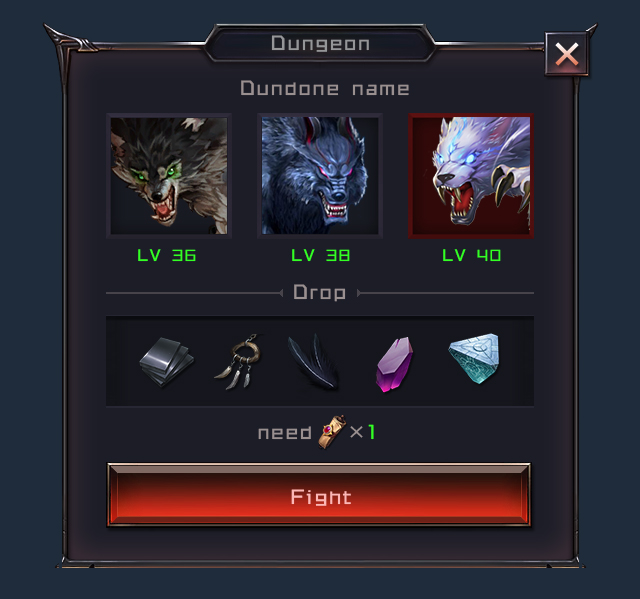 Dungeon
Dundone name
LV 36
LV 38
LV 40
Drop
need ×1
Fight